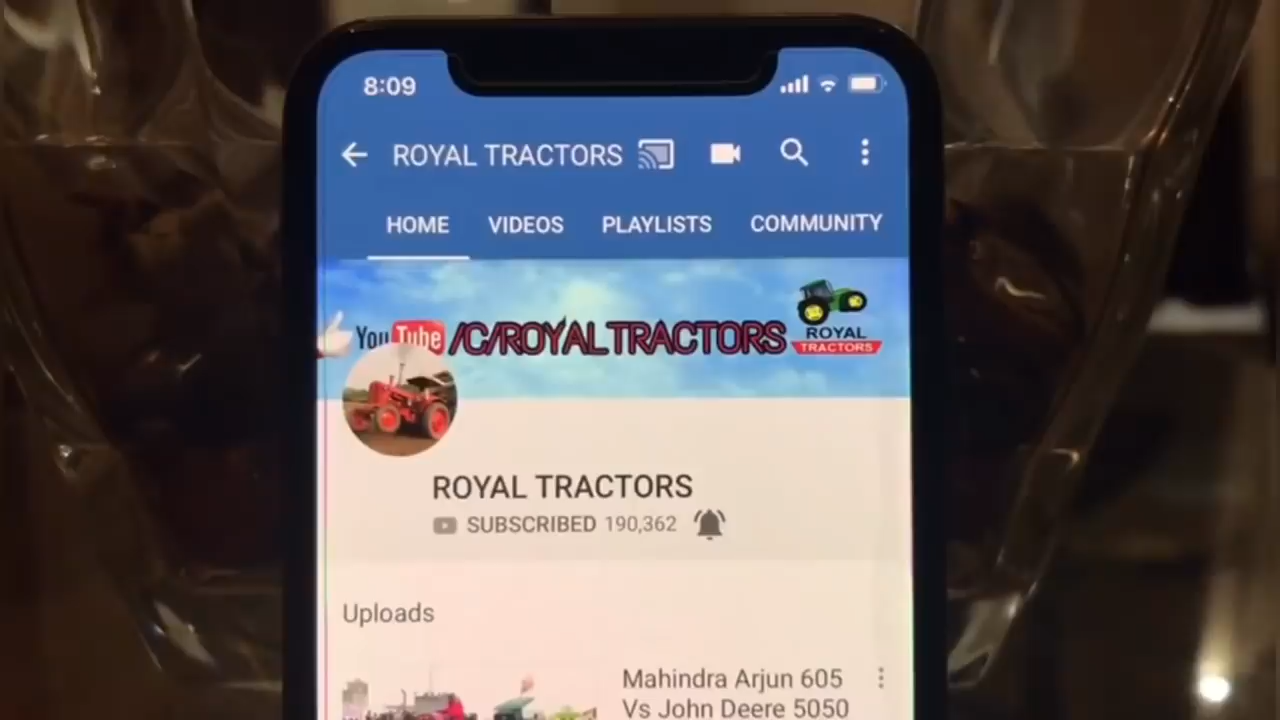 8:09
ROYAL TRACTORS
HOME VIDEOS PLAYLISTS COMMUNITY
YouTube /C/ROYALTRACTORS
ROYAL
TRACTORS
ROYAL TRACTORS
SUBSCRIBED 190,362
Uploads
Mahindra Arjun 605
Vs John Deere 5050